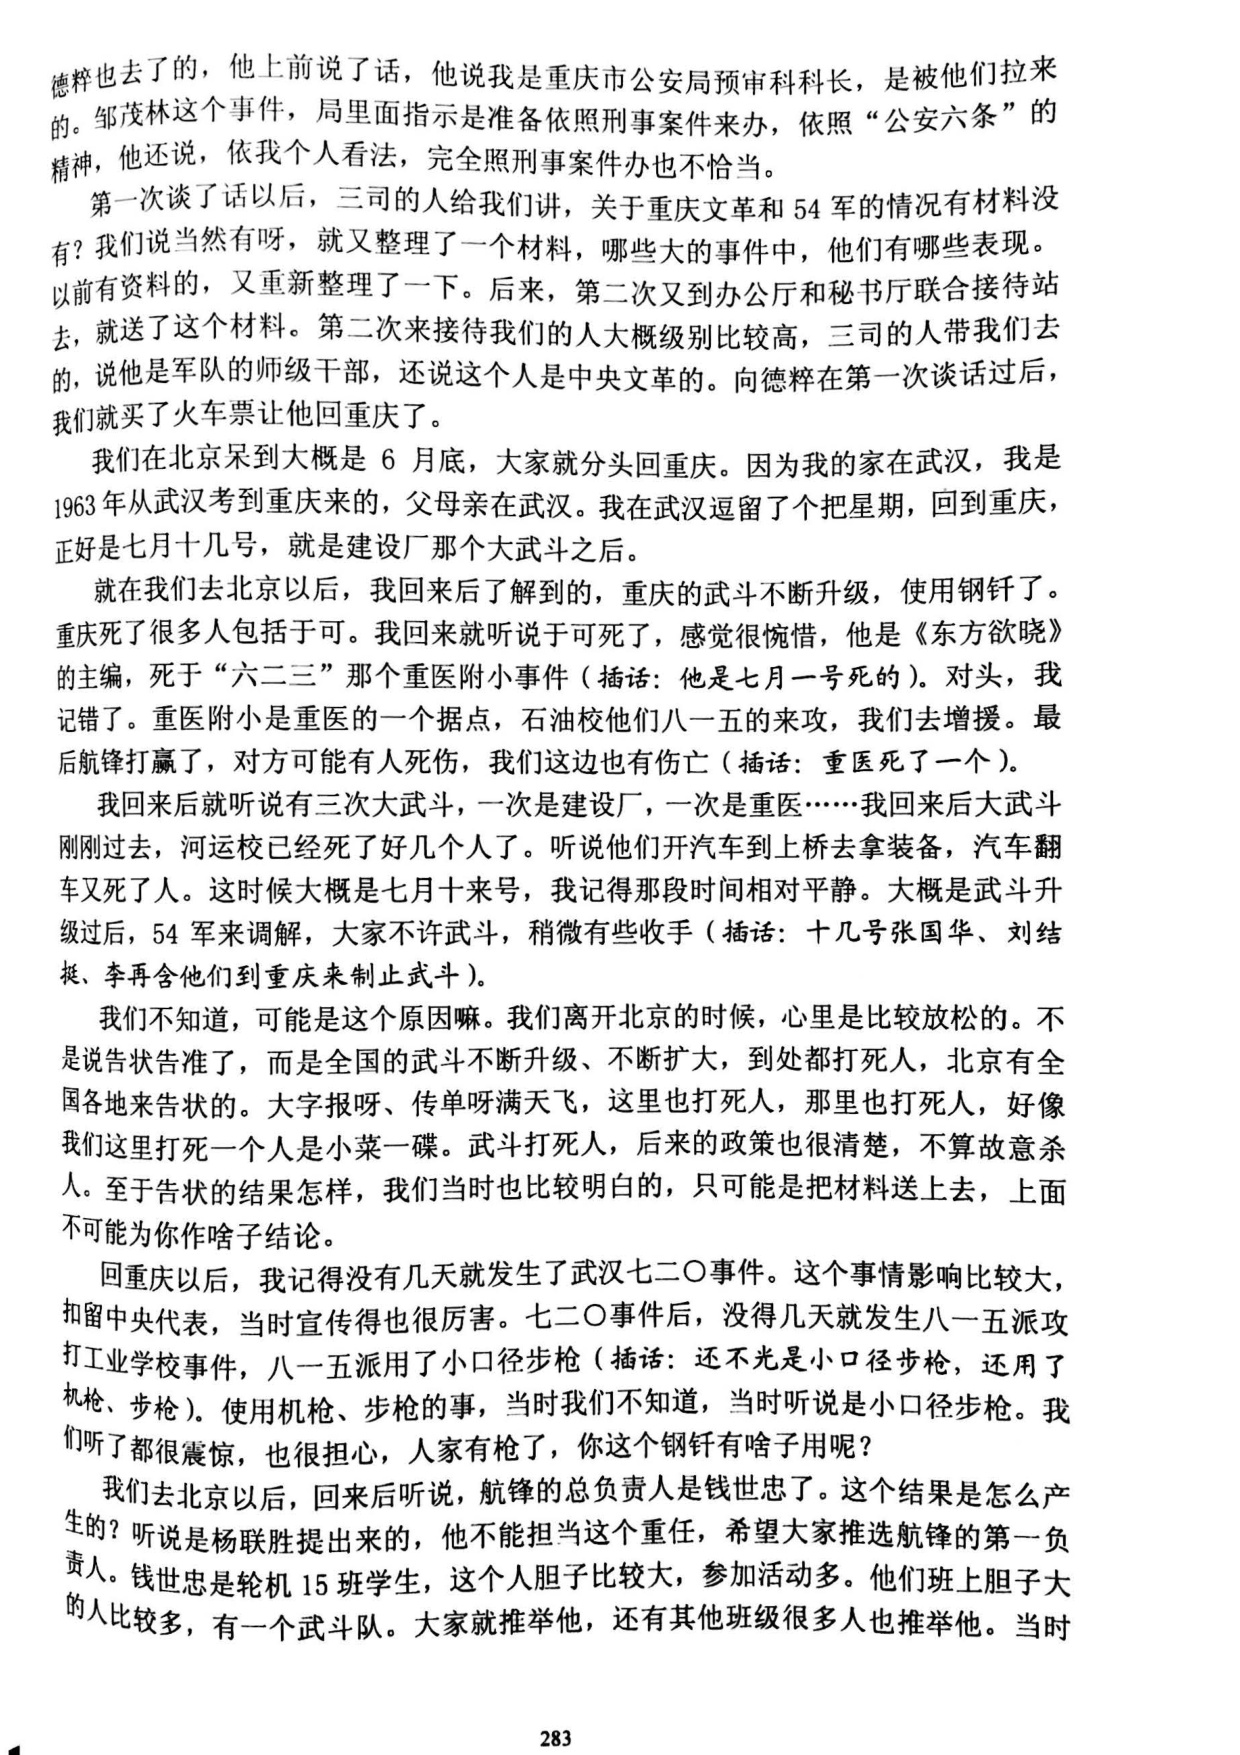 德粹也去了的，他上前说了话，他说我是重庆市公安局预审科科长，是被他们拉来
的。邹茂林这个事件，局里面指示是准备依照刑事案件来办，依照“公安六条”的
精神，他还说，依我个人看法，完全照刑事案件办也不恰当。
第一次谈了话以后，三司的人给我们讲，关于重庆文革和 54 军的情况有材料没
有？我们说当然有呀，就又整理了一个材料，哪些大的事件中，他们有哪些表现。
以前有资料的，又重新整理了一下。后来，第二次又到办公厅和秘书厅联合接待站
去，就送了这个材料。第二次来接待我们的人大概级别比较高，三司的人带我们去
的，说他是军队的师级干部，还说这个人是中央文革的。向德粹在第一次谈话过后，
我们就买了火车票让他回重庆了。
我们在北京呆到大概是 6 月底，大家就分头回重庆。因为我的家在武汉，我是
1963 年从武汉考到重庆来的，父母亲在武汉。我在武汉逗留了个把星期，回到重庆，
正好是七月十几号，就是建设厂那个大武斗之后。
就在我们去北京以后，我回来后了解到的，重庆的武斗不断升级，使用钢钎了。
重庆死了很多人包括于可。我回来就听说于可死了，感觉很惋惜，他是《东方欲晓》
的主编，死于“六二三”那个重医附小事件（插话：他是七月一号死的）。对头，我
记错了。重医附小是重医的一个据点，石油校他们八一五的来攻，我们去增援。最
后航锋打赢了，对方可能有人死伤，我们这边也有伤亡（插话：重医死了一个）。
我回来后就听说有三次大武斗，一次是建设厂，一次是重医……我回来后大武斗
刚刚过去，河运校已经死了好几个人了。听说他们开汽车到上桥去拿装备，汽车翻
车又死了人。这时候大概是七月十来号，我记得那段时间相对平静。大概是武斗升
级过后，54 军来调解，大家不许武斗，稍微有些收手（插话：十几号张国华、刘结
挺、李再含他们到重庆来制止武斗）。
我们不知道，可能是这个原因嘛。我们离开北京的时候，心里是比较放松的。不
是说告状告准了，而是全国的武斗不断升级、不断扩大，到处都打死人，北京有全
国各地来告状的。大字报呀、传单呀满天飞，这里也打死人，那里也打死人，好像
我们这里打死一个人是小菜一碟。武斗打死人，后来的政策也很清楚，不算故意杀
人。至于告状的结果怎样，我们当时也比较明白的，只可能是把材料送上去，上面
不可能为你作啥子结论。
回重庆以后，我记得没有几天就发生了武汉七二〇事件。这个事情影响比较大，
扣留中央代表，当时宣传得也很厉害。七二〇事件后，没得几天就发生八一五派攻
打工业学校事件，八一五派用了小口径步枪（插话：还不光是小口径步枪，还用了
机枪、步枪）。使用机枪、步枪的事，当时我们不知道，当时听说是小口径步枪。我
们听了都很震惊，也很担心，人家有枪了，你这个钢钎有啥子用呢？
我们去北京以后，回来后听说，航锋的总负责人是钱世忠了。这个结果是怎么产
生的？听说是杨联胜提出来的，他不能担当这个重任，希望大家推选航锋的第一负
责人。钱世忠是轮机 15 班学生，这个人胆子比较大，参加活动多。他们班上胆子大
的人比较多，有一个武斗队。大家就推举他，还有其他班级很多人也推举他。当时
283